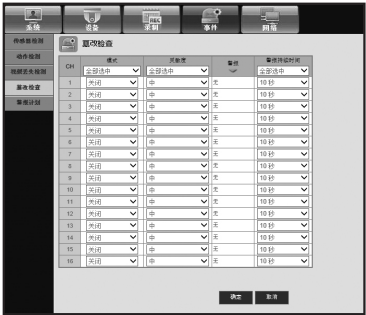 系统 设备 录制 事件 网络
REC
传感器检测
动作检测
视频丢失检测
篡改检查
警报计划
篡改检查
CH 模式 灵敏度 警报 警报持续时间
全部选中 全部选中 全部选中
1 关闭 中 无 10 秒
2 关闭 中 无 10 秒
3 关闭 中 无 10 秒
4 关闭 中 无 10 秒
5 关闭 中 无 10 秒
6 关闭 中 无 10 秒
7 关闭 中 无 10 秒
8 关闭 中 无 10 秒
9 关闭 中 无 10 秒
10 关闭 中 无 10 秒
11 关闭 中 无 10 秒
12 关闭 中 无 10 秒
13 关闭 中 无 10 秒
14 关闭 中 无 10 秒
15 关闭 中 无 10 秒
16 关闭 中 无 10 秒
确定 取消